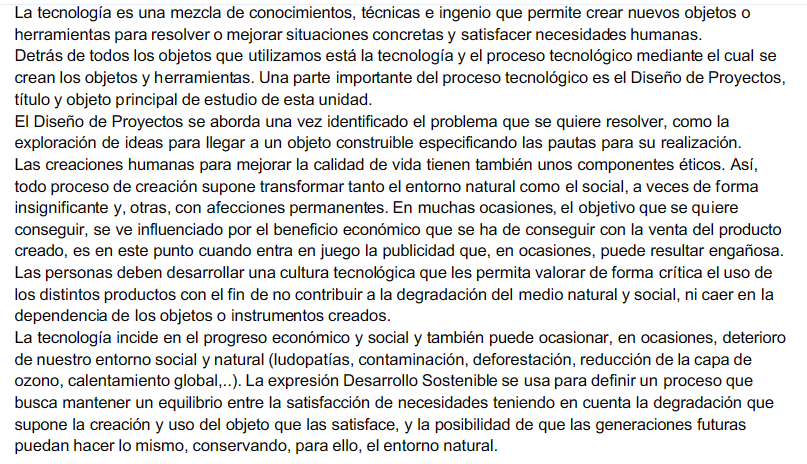 La tecnología es una mezcla de conocimientos, técnicas e ingenio que permite crear nuevos objetos o
herramientas para resolver o mejorar situaciones concretas y satisfacer necesidades humanas.
Detrás de todos los objetos que utilizamos está la tecnología y el proceso tecnológico mediante el cual se
crean los objetos y herramientas. Una parte importante del proceso tecnológico es el Diseño de Proyectos,
título y objeto principal de estudio de esta unidad.
El Diseño de Proyectos se aborda una vez identificado el problema que se quiere resolver, como la
exploración de ideas para llegar a un objeto construible especificando las pautas para su realización.
Las creaciones humanas para mejorar la calidad de vida tienen también unos componentes éticos. Así,
todo proceso de creación supone transformar tanto el entorno natural como el social, a veces de forma
insignificante y, otras, con afecciones permanentes. En muchas ocasiones, el objetivo que se quiere
conseguir, se ve influenciado por el beneficio económico que se ha de conseguir con la venta del producto
creado, es en este punto cuando entra en juego la publicidad que, en ocasiones, puede resultar engañosa.
Las personas deben desarrollar una cultura tecnológica que les permita valorar de forma crítica el uso de
los distintos productos con el fin de no contribuir a la degradación del medio natural y social, ni caer en la
dependencia de los objetos o instrumentos creados.
La tecnología incide en el progreso económico y social y también puede ocasionar, en ocasiones, deterioro
de nuestro entorno social y natural (ludopatías, contaminación, deforestación, reducción de la capa de
ozono, calentamiento global,..). La expresión Desarrollo Sostenible se usa para definir un proceso que
busca mantener un equilibrio entre la satisfacción de necesidades teniendo en cuenta la degradación que
supone la creación y uso del objeto que las satisface, y la posibilidad de que las generaciones futuras
puedan hacer lo mismo, conservando, para ello, el entorno natural.